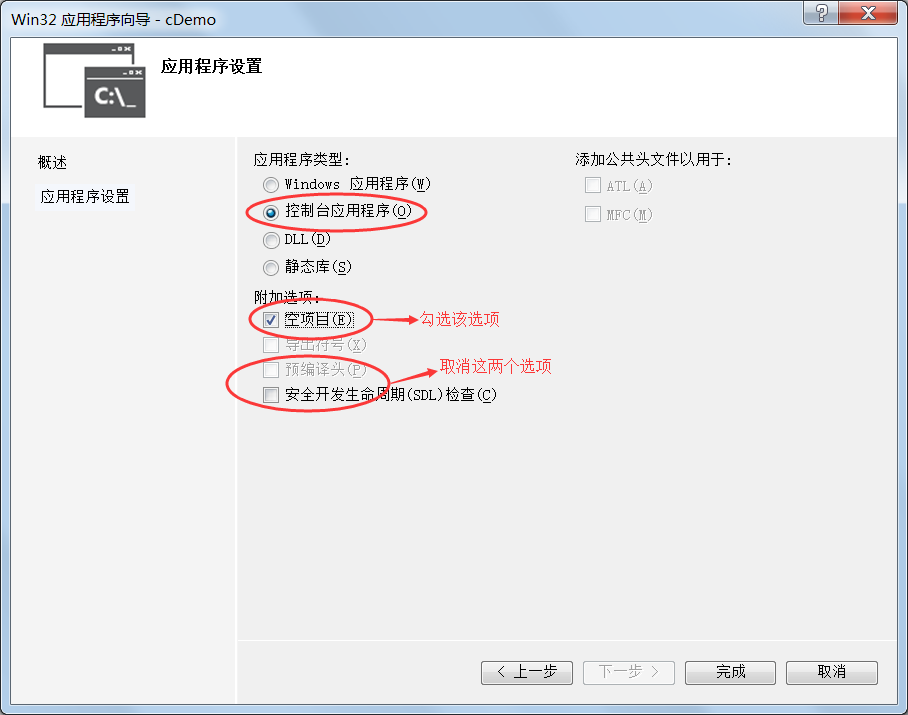 Win32 应用程序向导 - cDemo
C:\_
应用程序设置
概述
应用程序设置
应用程序类型:
Windows 应用程序(W)
控制台应用程序(O)
DLL(D)
静态库(S)
附加选项:
空项目(E)
勾选该选项
导出符号(X)
预编译头(P)
取消这两个选项
安全开发生命周期(SDL)检查(C)
添加公共头文件以用于:
ATL(A)
MFC(M)
< 上一步
下一步 >
完成
取消